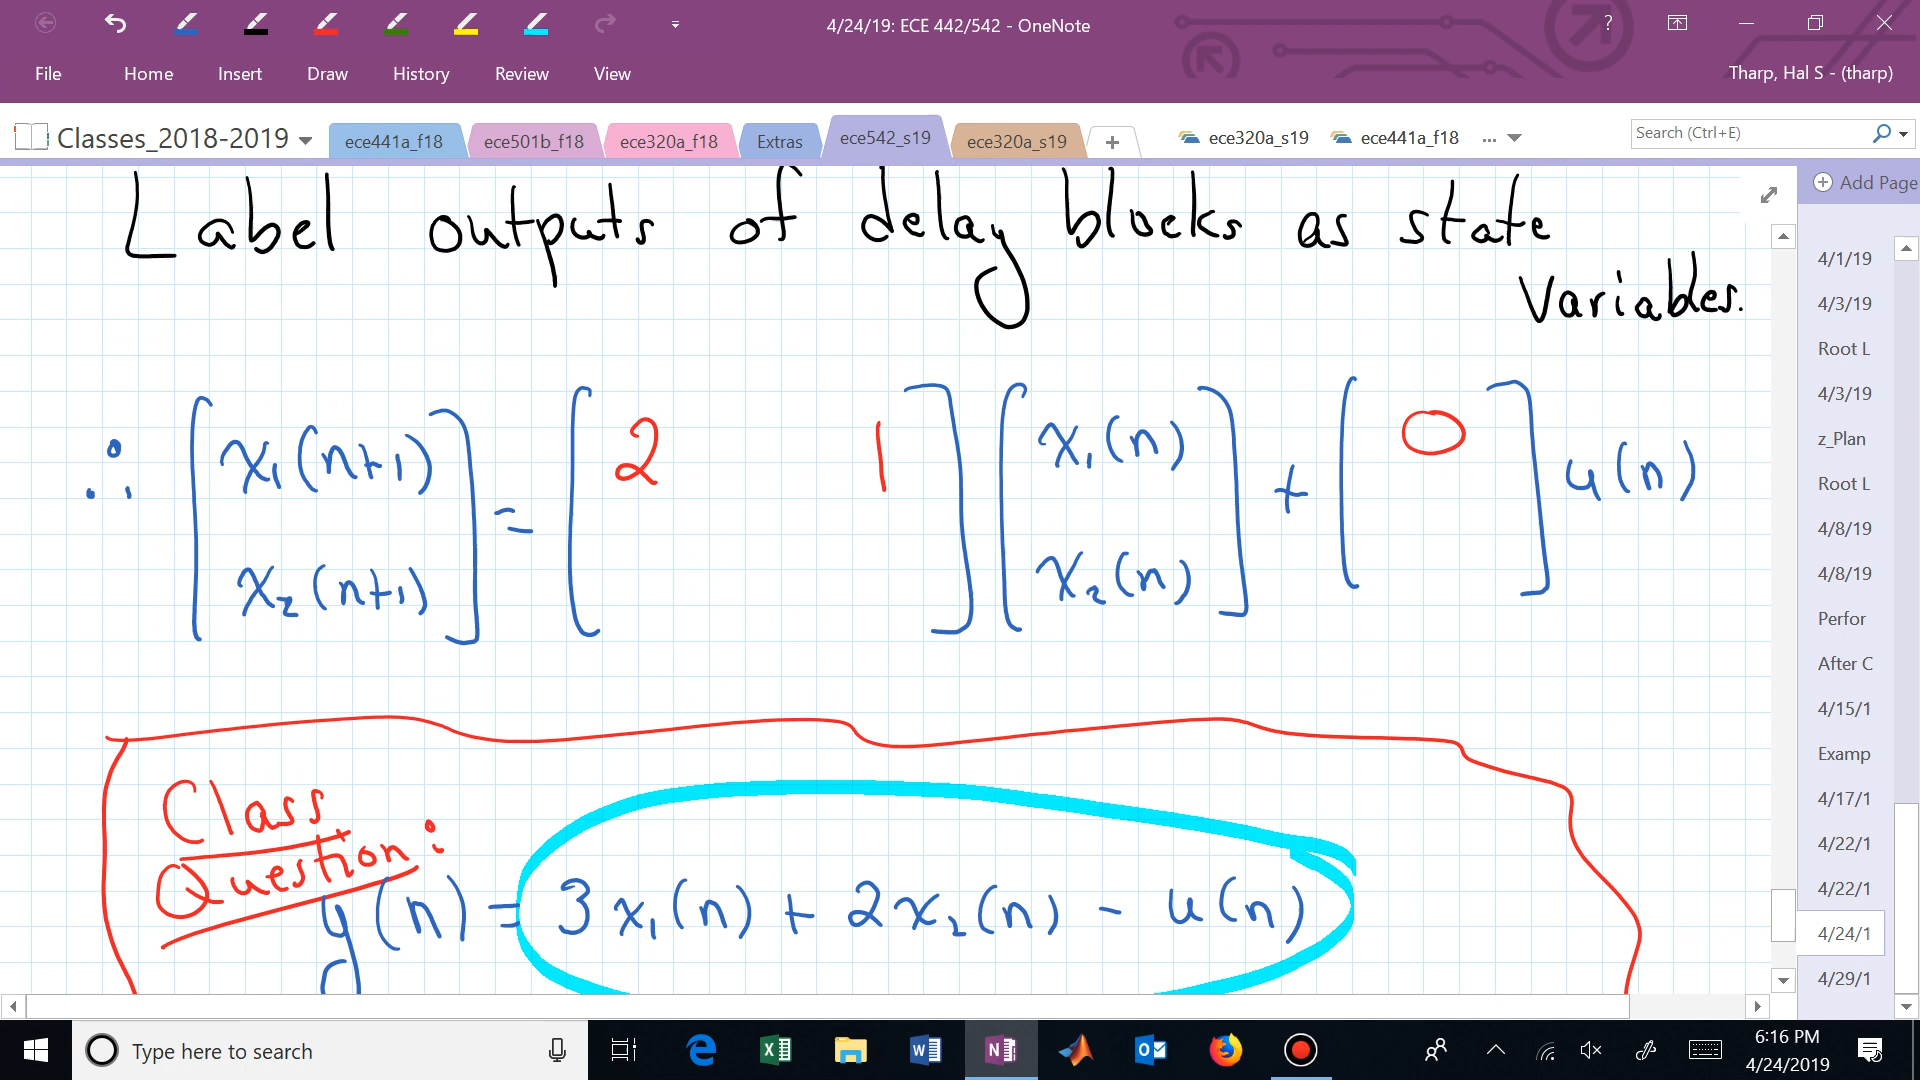 4/24/19: ECE 442/542 - OneNote
?
File Home Insert Draw History Review View
Tharp, Hal S - (tharp)
Classes_2018-2019
ece441a_f18 ece501b_f18 ece320a_f18 Extras ece542_s19 ece320a_s19 +
ece320a_s19 ece441a_f18 ...
Search (Ctrl+E)
Add Page
Label outputs of delay blocks as state
variables.
∴ [x₁(n+1) = [2 1] [x₁(n) + [0] u(n)
x₂(n+1)] x₂(n)]
Class
Question:
y(n) = 3x₁(n) + 2x₂(n) - u(n)
4/1/19
4/3/19
Root L
4/3/19
z_Plan
Root L
4/8/19
4/8/19
Perfor
After C
4/15/1
Examp
4/17/1
4/22/1
4/22/1
4/24/1
4/29/1
Type here to search
6:16 PM
4/24/2019